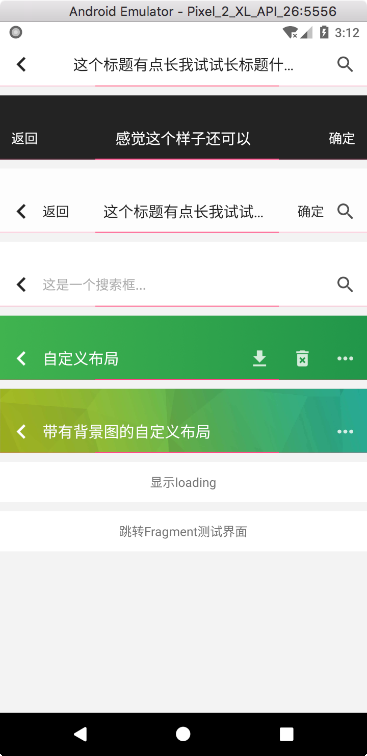 Android Emulator - Pixel_2_XL_API_26:5556
3:12
这个标题有点长我试试长标题什...
返回 感觉这个样子还可以 确定
返回 这个标题有点长我试试... 确定
这是一个搜索框...
自定义布局
带有背景图的自定义布局
显示loading
跳转Fragment测试界面